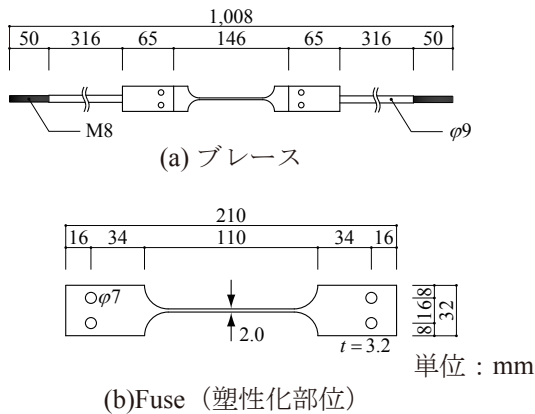 1,008
50 316 65 146 65 316 50
M8
φ9
(a) ブレース
210
16 34 110 34 16
φ7
2.0
t = 3.2
8 16 8
32
単位：mm
(b)Fuse（塑性化部位）